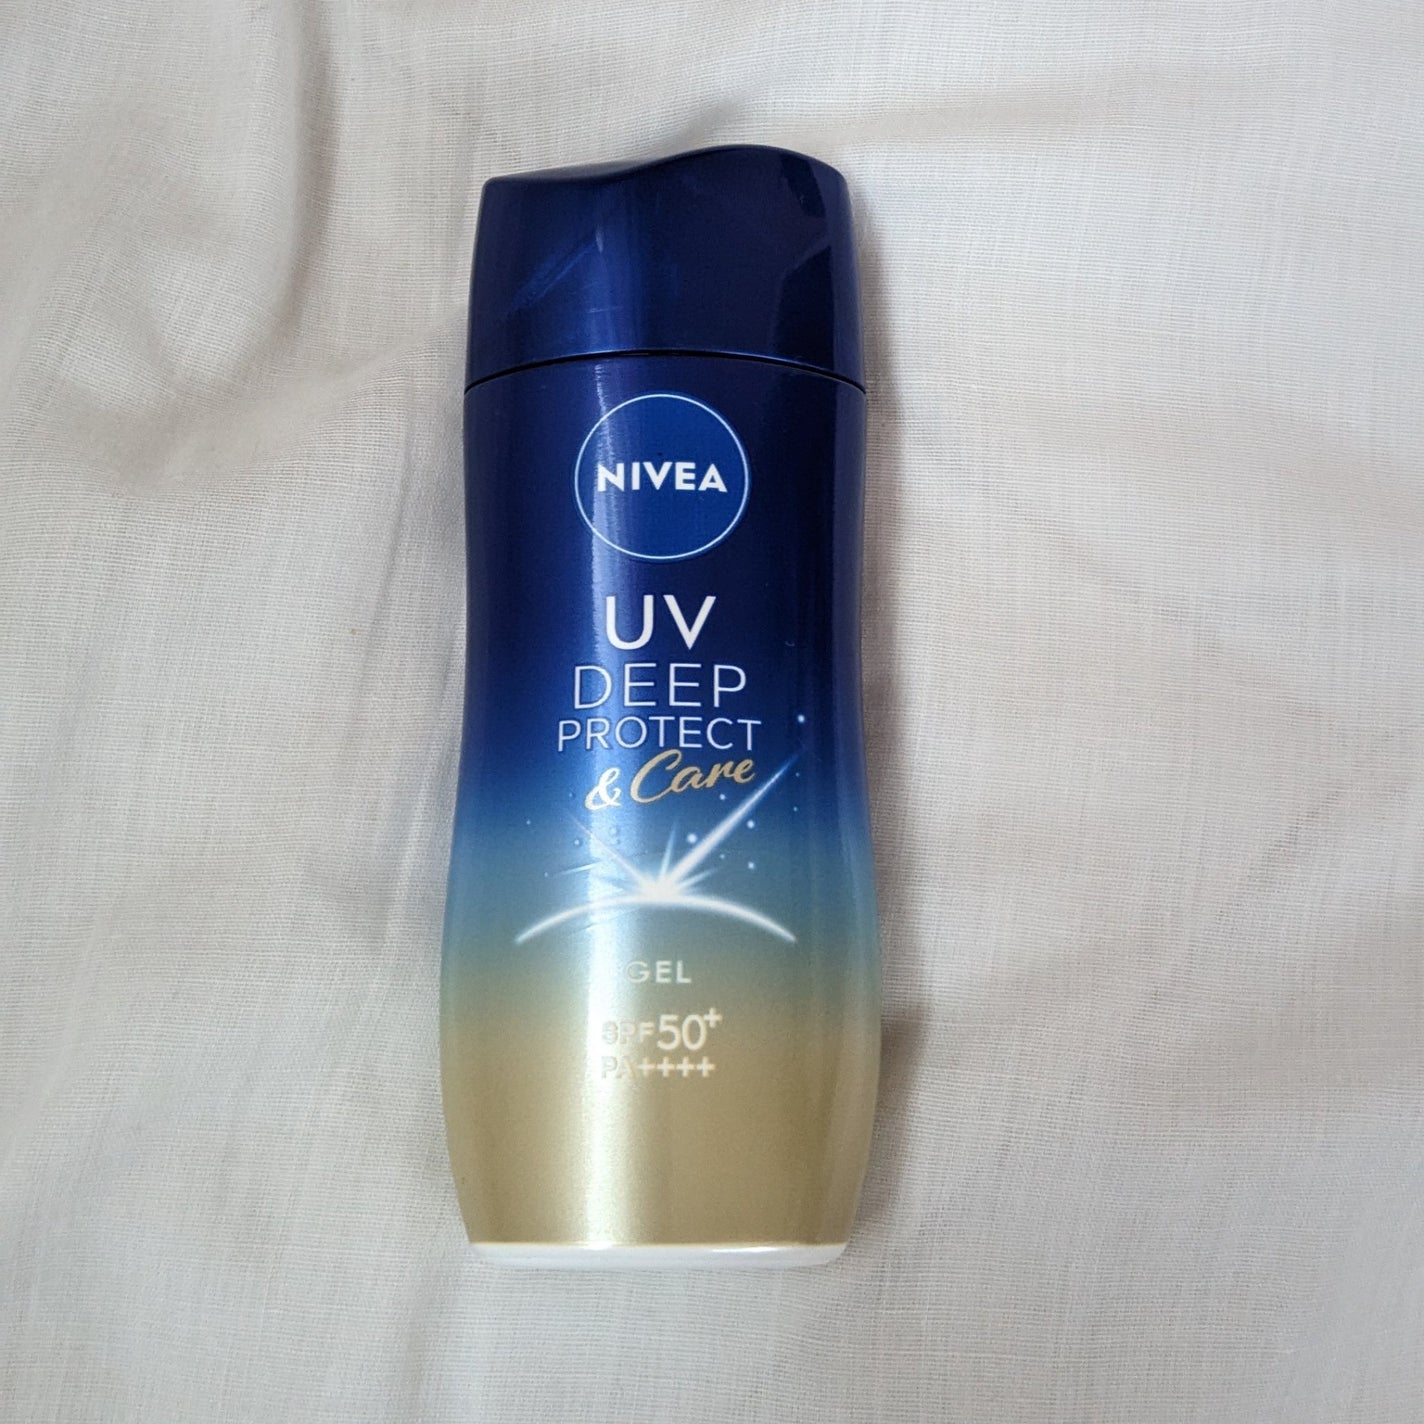 NIVEA
UV
DEEP
PROTECT
& Care
GEL
SPF50+
PA++++